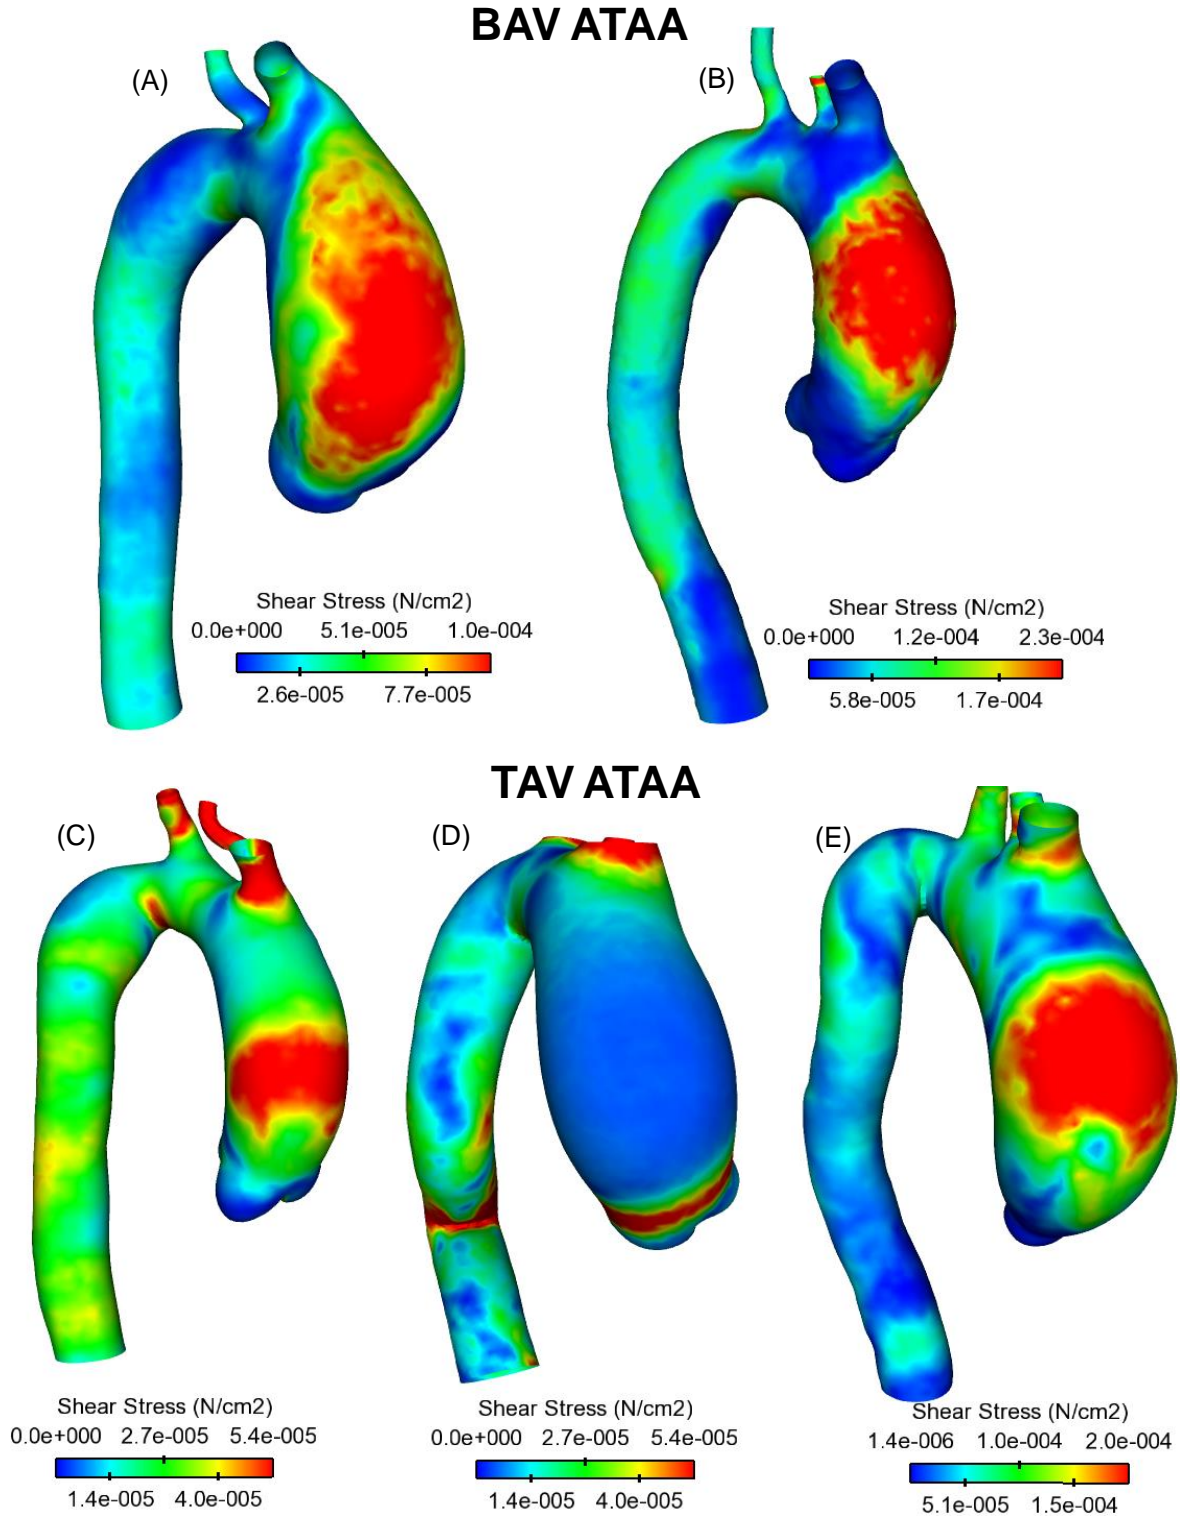 BAV ATAA
(A)
(B)
Shear Stress (N/cm2)
0.0e+000 5.1e-005 1.0e-004
2.6e-005 7.7e-005
Shear Stress (N/cm2)
0.0e+000 1.2e-004 2.3e-004
5.8e-005 1.7e-004
TAV ATAA
(C)
(D)
(E)
Shear Stress (N/cm2)
0.0e+000 2.7e-005 5.4e-005
1.4e-005 4.0e-005
Shear Stress (N/cm2)
0.0e+000 2.7e-005 5.4e-005
1.4e-005 4.0e-005
Shear Stress (N/cm2)
1.4e-006 1.0e-004 2.0e-004
5.1e-005 1.5e-004